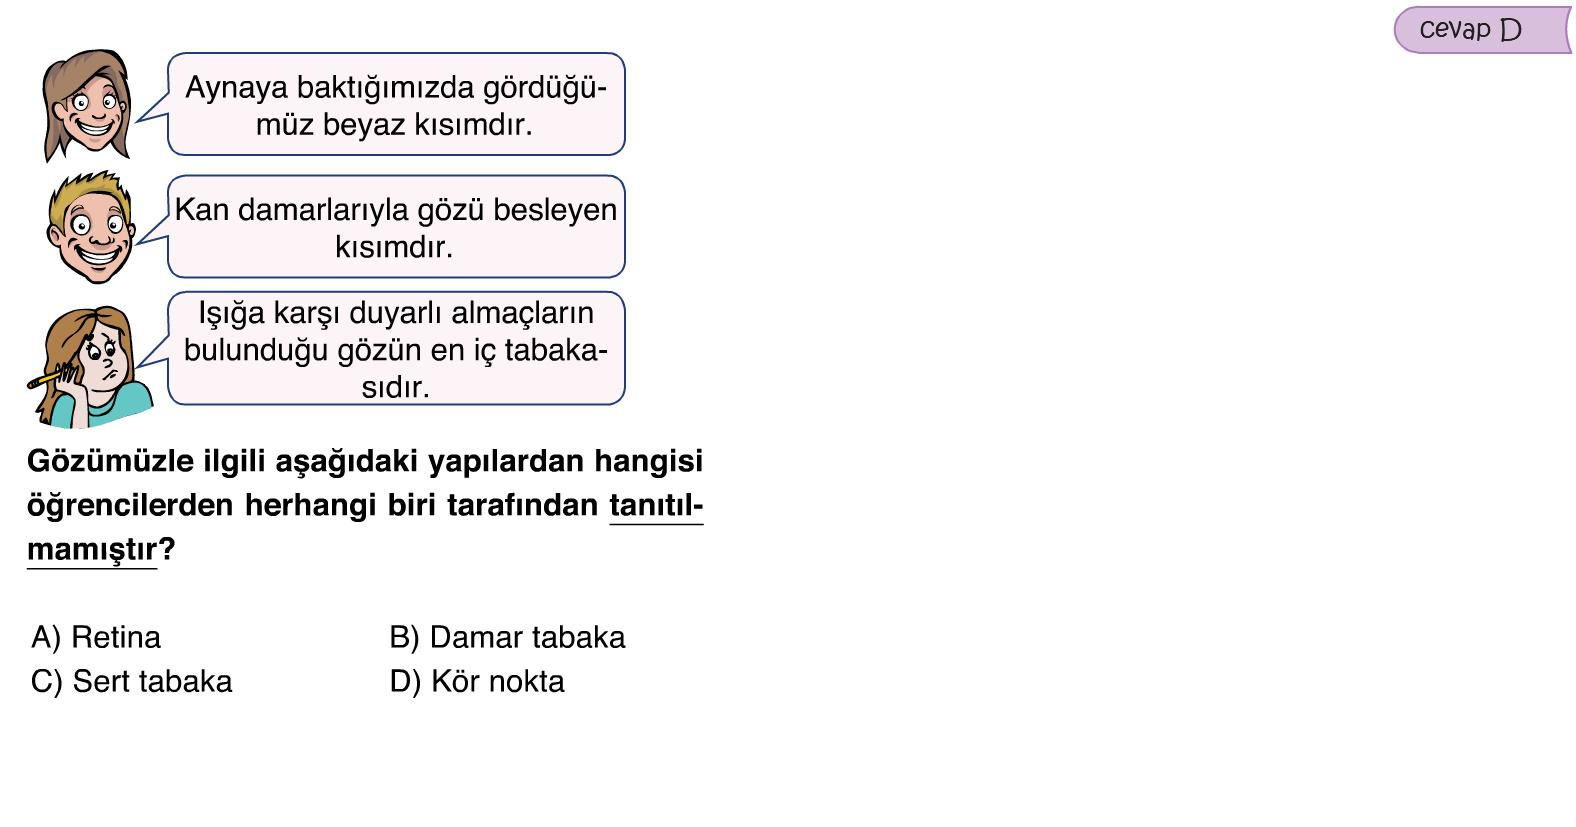 cevap D
Aynaya baktığımızda gördüğü-
müz beyaz kısımdır.
Kan damarlarıyla gözü besleyen
kısımdır.
Işığa karşı duyarlı almaçların
bulunduğu gözün en iç tabaka-
sıdır.
Gözümüzle ilgili aşağıdaki yapılardan hangisi
öğrencilerden herhangi biri tarafından tanıtıl-
mamıştır?
A) Retina B) Damar tabaka
C) Sert tabaka D) Kör nokta